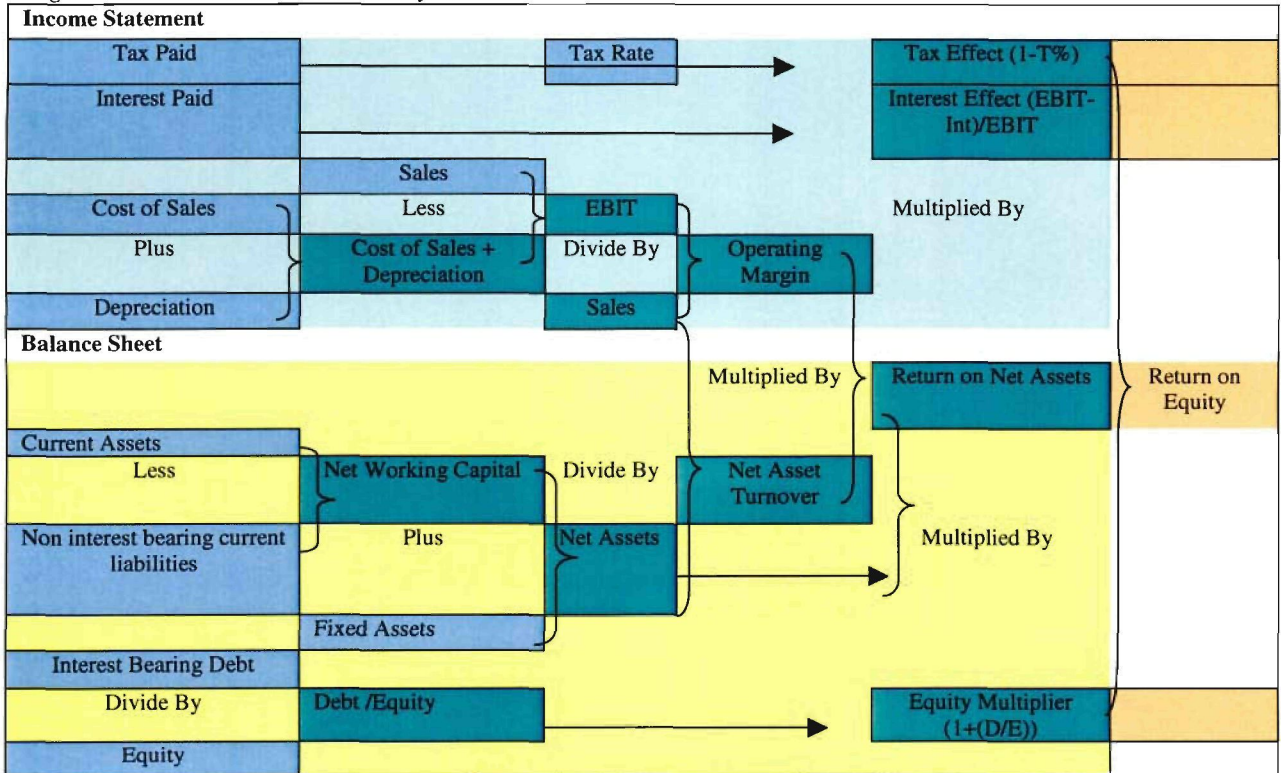 Income Statement
Tax Paid
Tax Rate
Tax Effect (1-T%)
Interest Paid
Interest Effect (EBIT-
Int)/EBIT
Sales
Cost of Sales
Less
EBIT
Multiplied By
Plus
Cost of Sales +
Depreciation
Divide By
Operating
Margin
Depreciation
Sales
Balance Sheet
Multiplied By
Return on Net Assets
Return on
Equity
Current Assets
Less
Net Working Capital
Divide By
Net Asset
Turnover
Non interest bearing current
liabilities
Plus
Net Assets
Multiplied By
Fixed Assets
Interest Bearing Debt
Divide By
Debt /Equity
Equity Multiplier
(1+(D/E))
Equity